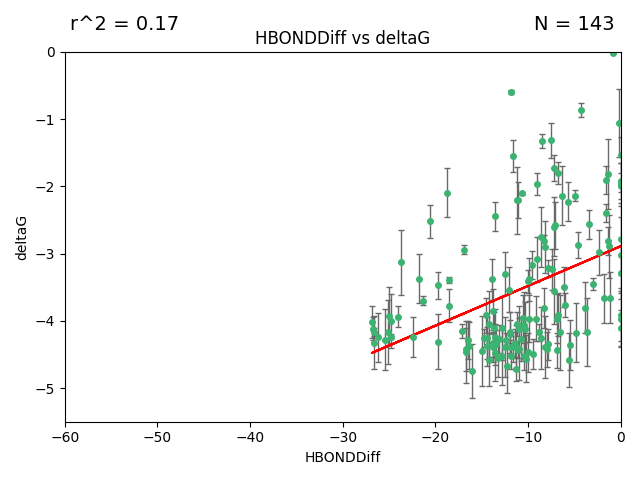 r^2 = 0.17
N = 143
HBONDDiff vs deltaG
deltaG
0
−1
−2
−3
−4
−5
−60
−50
−40
−30
−20
−10
0
HBONDDiff